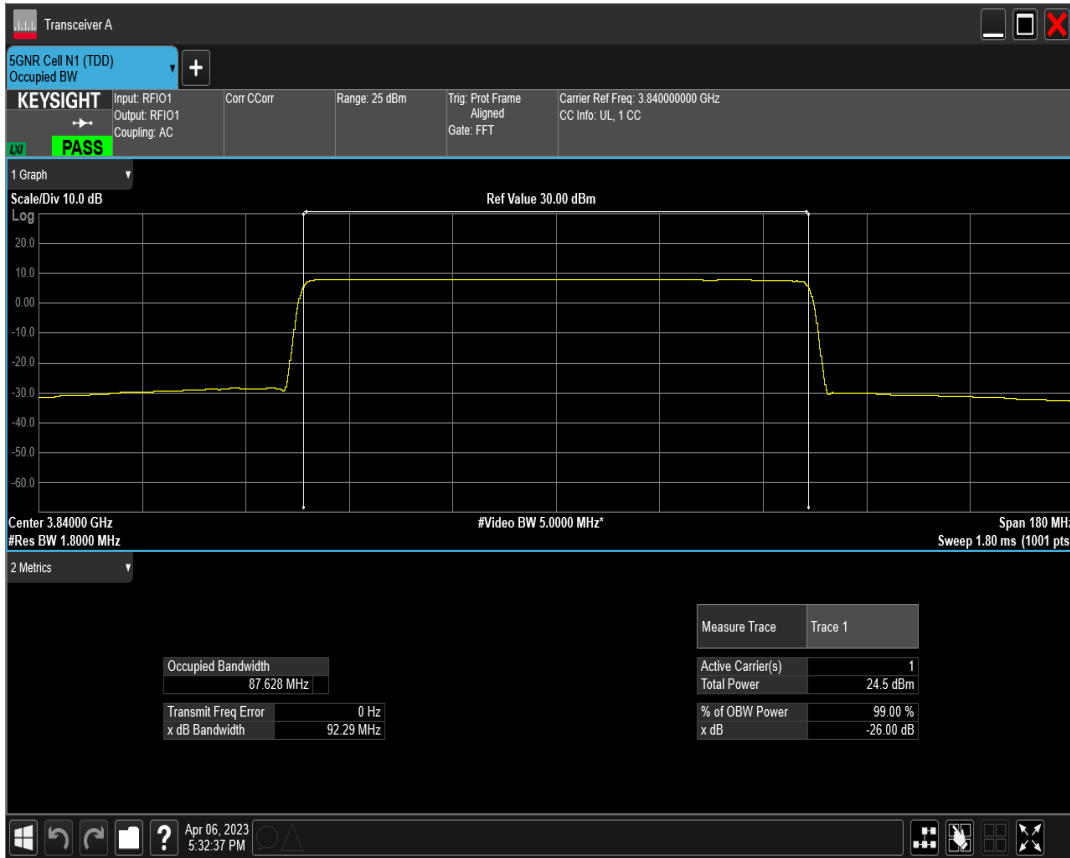 Transceiver A
5GNR Cell N1 (TDD)
Occupied BW
+
KEYSIGHT
LXI
PASS
Input: RFIO1
Output: RFIO1
Coupling: AC
Corr CCorr
Range: 25 dBm
Trig: Prot Frame
Aligned
Gate: FFT
Carrier Ref Freq: 3.840000000 GHz
CC Info: UL, 1 CC
1 Graph
Scale/Div 10.0 dB
Ref Value 30.00 dBm
Log
20.0
10.0
0.00
-10.0
-20.0
-30.0
-40.0
-50.0
-60.0
Center 3.84000 GHz
#Video BW 5.0000 MHz*
Span 180 MHz
#Res BW 1.8000 MHz
Sweep 1.80 ms (1001 pts
2 Metrics
Measure Trace Trace 1
Occupied Bandwidth
87.628 MHz
Active Carrier(s) 1
Total Power 24.5 dBm
Transmit Freq Error 0 Hz
x dB Bandwidth 92.29 MHz
% of OBW Power 99.00 %
x dB -26.00 dB
?
Apr 06, 2023
5:32:37 PM